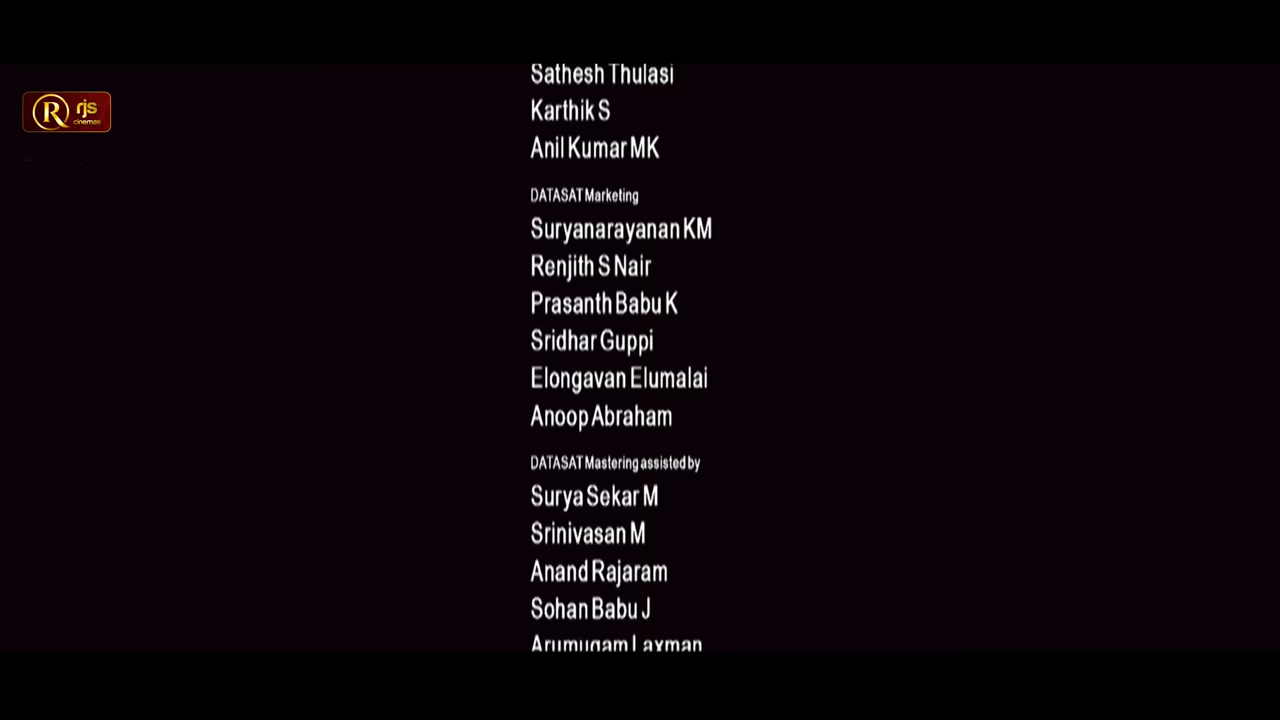 R rjs
cinemas
Sathesh Thulasi
Karthik S
Anil Kumar MK
DATASAT Marketing
Suryanarayanan KM
Renjith S Nair
Prasanth Babu K
Sridhar Guppi
Elongavan Elumalai
Anoop Abraham
DATASAT Mastering assisted by
Surya Sekar M
Srinivasan M
Anand Rajaram
Sohan Babu J
Arumugam Laxman